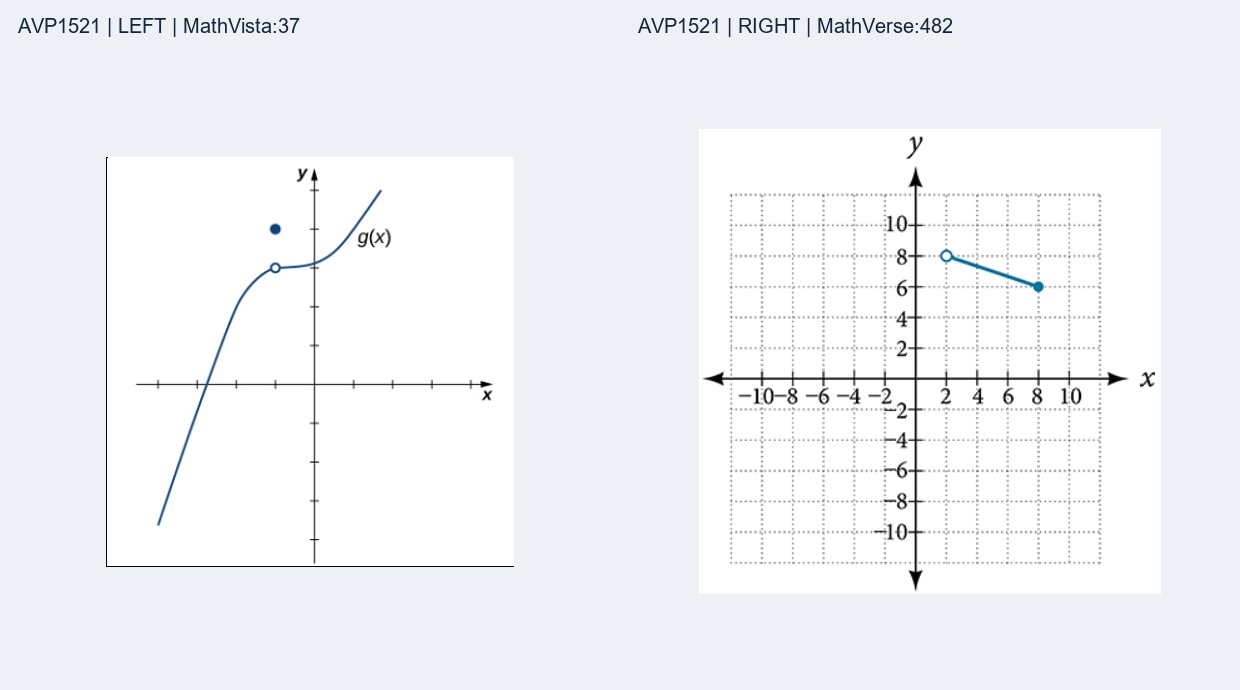 AVP1521 | LEFT | MathVista:37
AVP1521 | RIGHT | MathVerse:482
y
g(x)
x
y
10
8
6
4
2
x
−10 −8 −6 −4 −2 2 4 6 8 10
−2
−4
−6
−8
−10